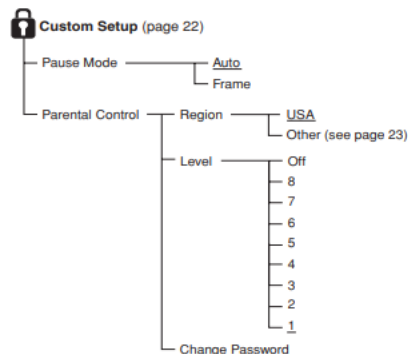 Custom Setup (page 22)
Pause Mode
Auto
Frame
Parental Control
Region
USA
Other (see page 23)
Level
Off
8
7
6
5
4
3
2
1
Change Password